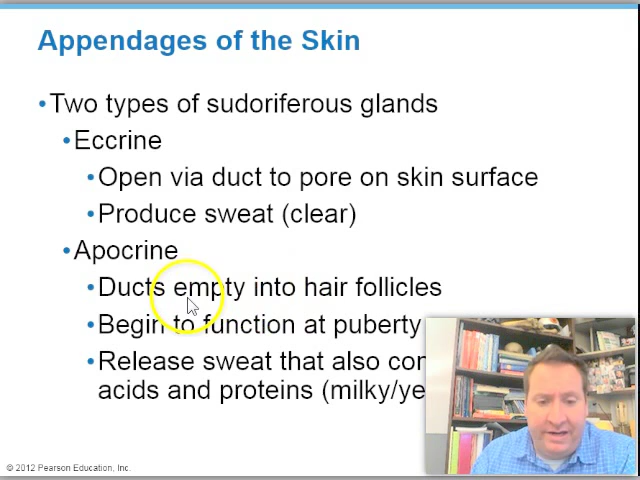 Appendages of the Skin
•Two types of sudoriferous glands
•Eccrine
•Open via duct to pore on skin surface
•Produce sweat (clear)
•Apocrine
•Ducts empty into hair follicles
•Begin to function at puberty
•Release sweat that also
acids and proteins
© 2012 Pearson Education, Inc.